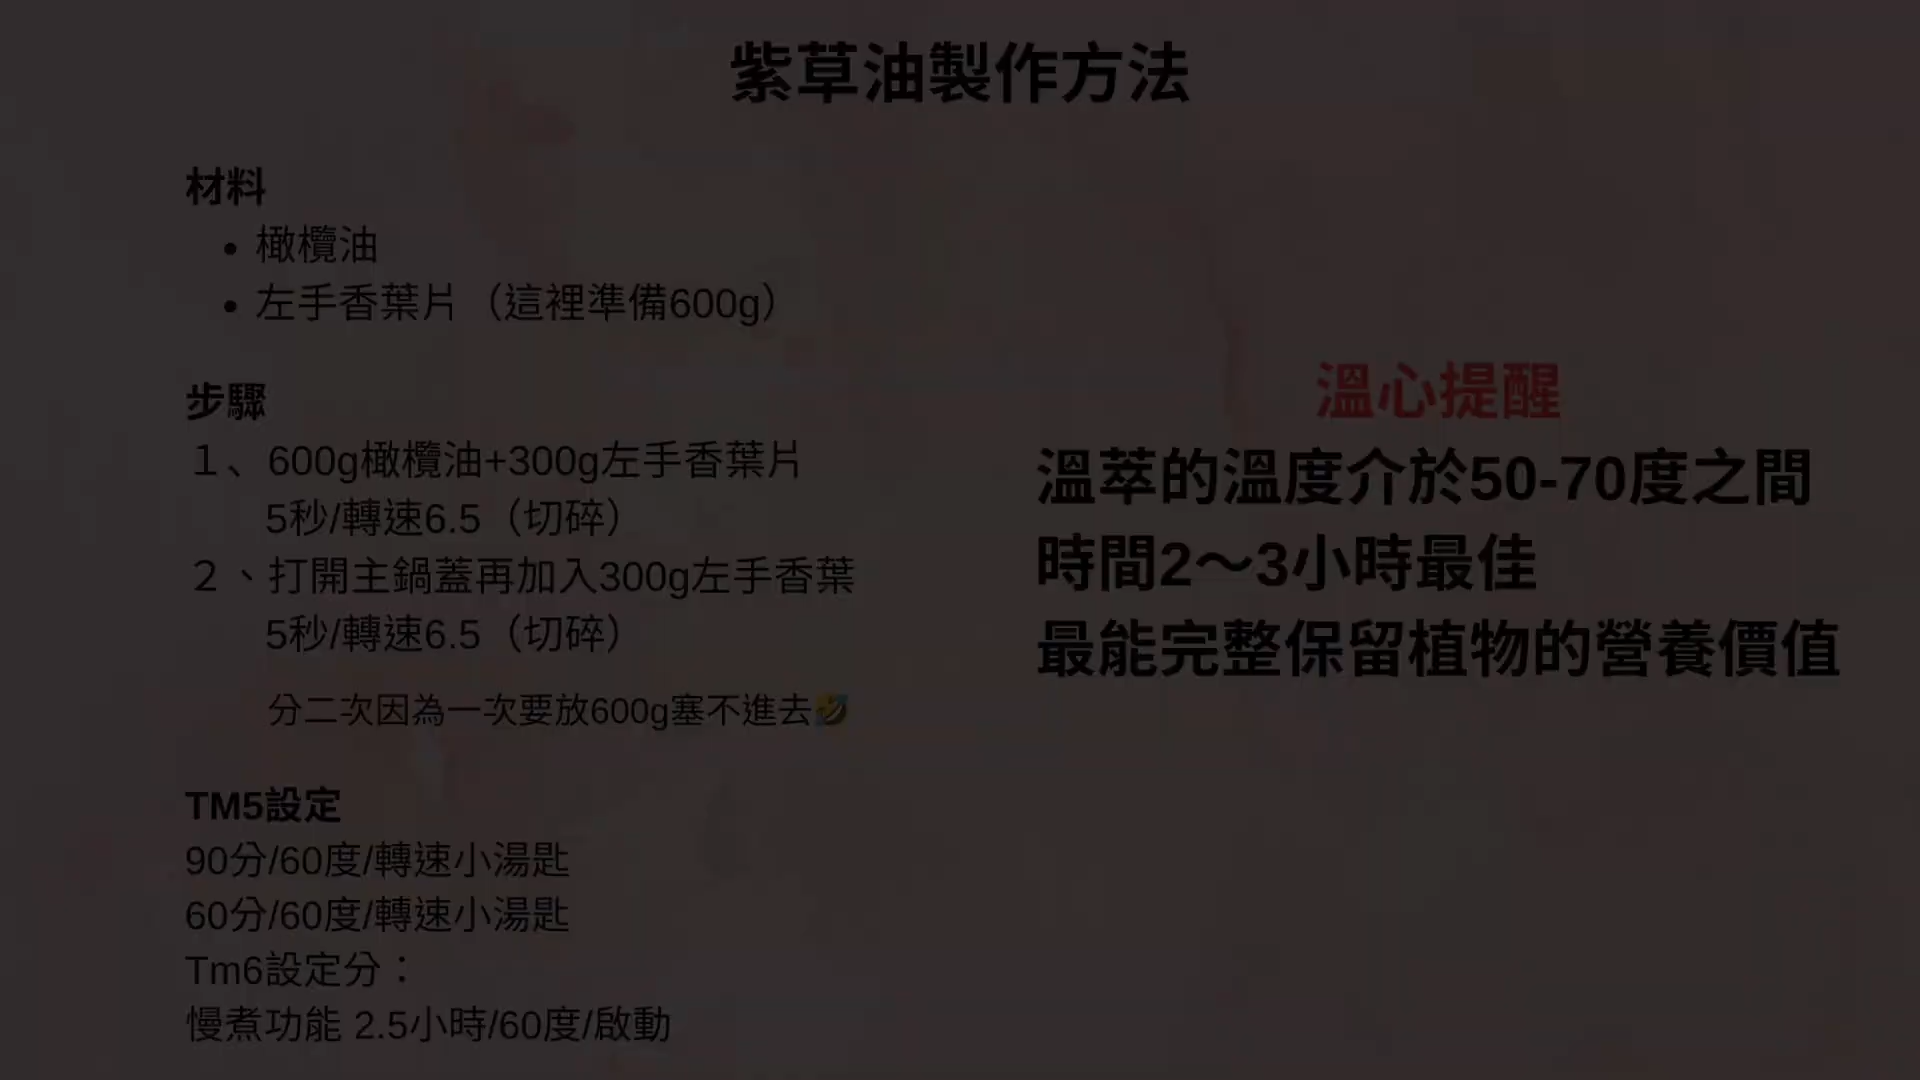 紫草油製作方法
材料
• 橄欖油
• 左手香葉片（這裡準備600g）
步驟
１、600g橄欖油+300g左手香葉片
5秒/轉速6.5（切碎）
２、打開主鍋蓋再加入300g左手香葉
5秒/轉速6.5（切碎）
分二次因為一次要放600g塞不進去🤣
TM5設定
90分/60度/轉速小湯匙
60分/60度/轉速小湯匙
Tm6設定分：
慢煮功能 2.5小時/60度/啟動
溫心提醒
溫萃的溫度介於50-70度之間
時間2～3小時最佳
最能完整保留植物的營養價值